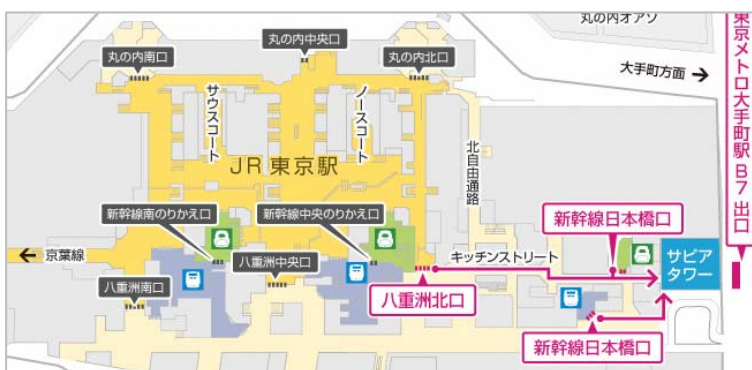 丸の内オアゾ
丸の内中央口
丸の内南口
丸の内北口
大手町方面
サウスコート
ノースコート
JR東京駅
北自由通路
新幹線南のりかえ口
新幹線中央のりかえ口
新幹線日本橋口
京葉線
八重洲中央口
キッチンストリート
サピア
タワー
八重洲南口
八重洲北口
新幹線日本橋口
東京メトロ大手町駅B7出口